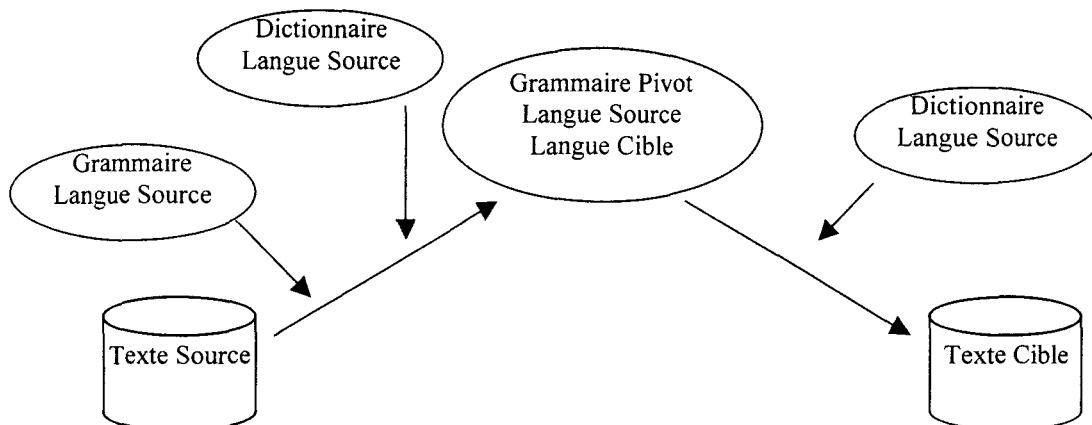 Dictionnaire
Langue Source
Grammaire Pivot
Langue Source
Langue Cible
Dictionnaire
Langue Source
Grammaire
Langue Source
Texte Source
Texte Cible